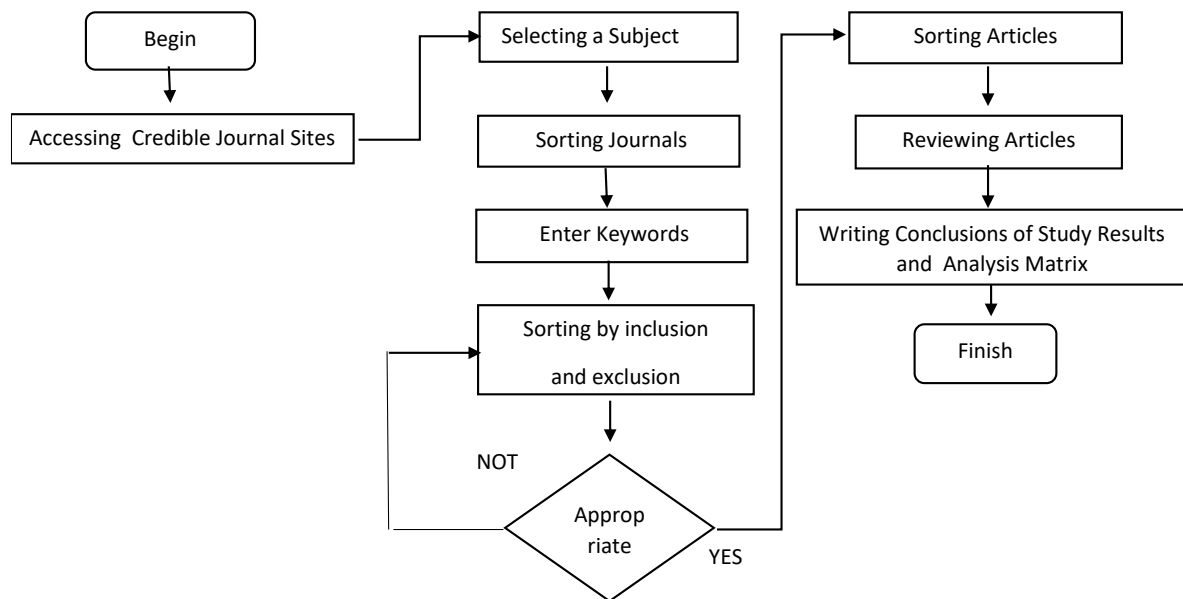 Begin
Accessing Credible Journal Sites
Selecting a Subject
Sorting Journals
Enter Keywords
Sorting by inclusion
and exclusion
NOT
Approp
riate
YES
Sorting Articles
Reviewing Articles
Writing Conclusions of Study Results
and Analysis Matrix
Finish